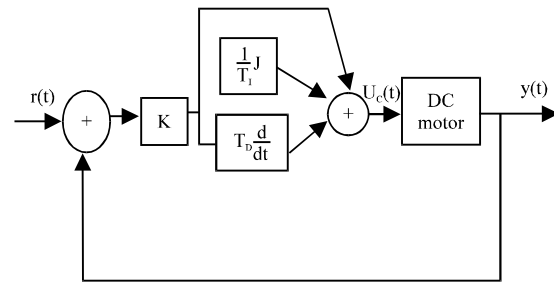 r(t)
+
K
1
T_I J
T_D d
dt
+
U_C(t)
DC
motor
y(t)